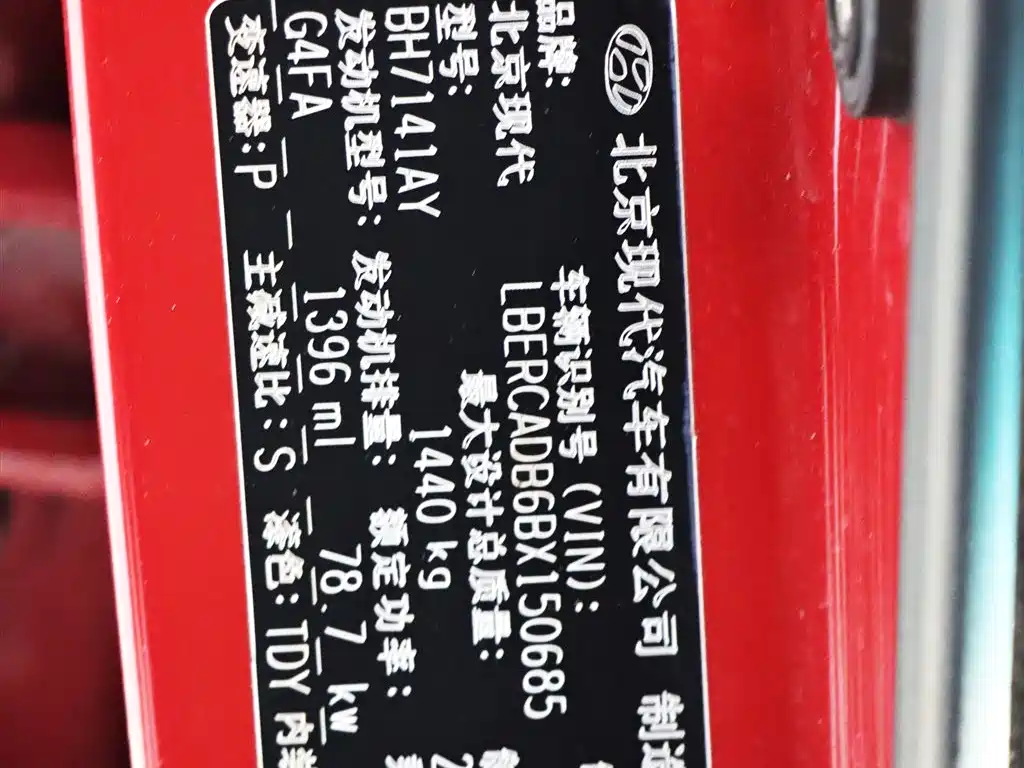 北京现代汽车有限公司 制造
品牌: 车辆识别号 (VIN):
北京现代 LBERCADB6BX150685
型号: 最大设计总质量:
BH7141AY 1440 kg
发动机型号: 发动机排量: 额定功率:
G4FA 1396 ml 78.7 kw
变速器: P 主减速比: S 漆色: TDY 内